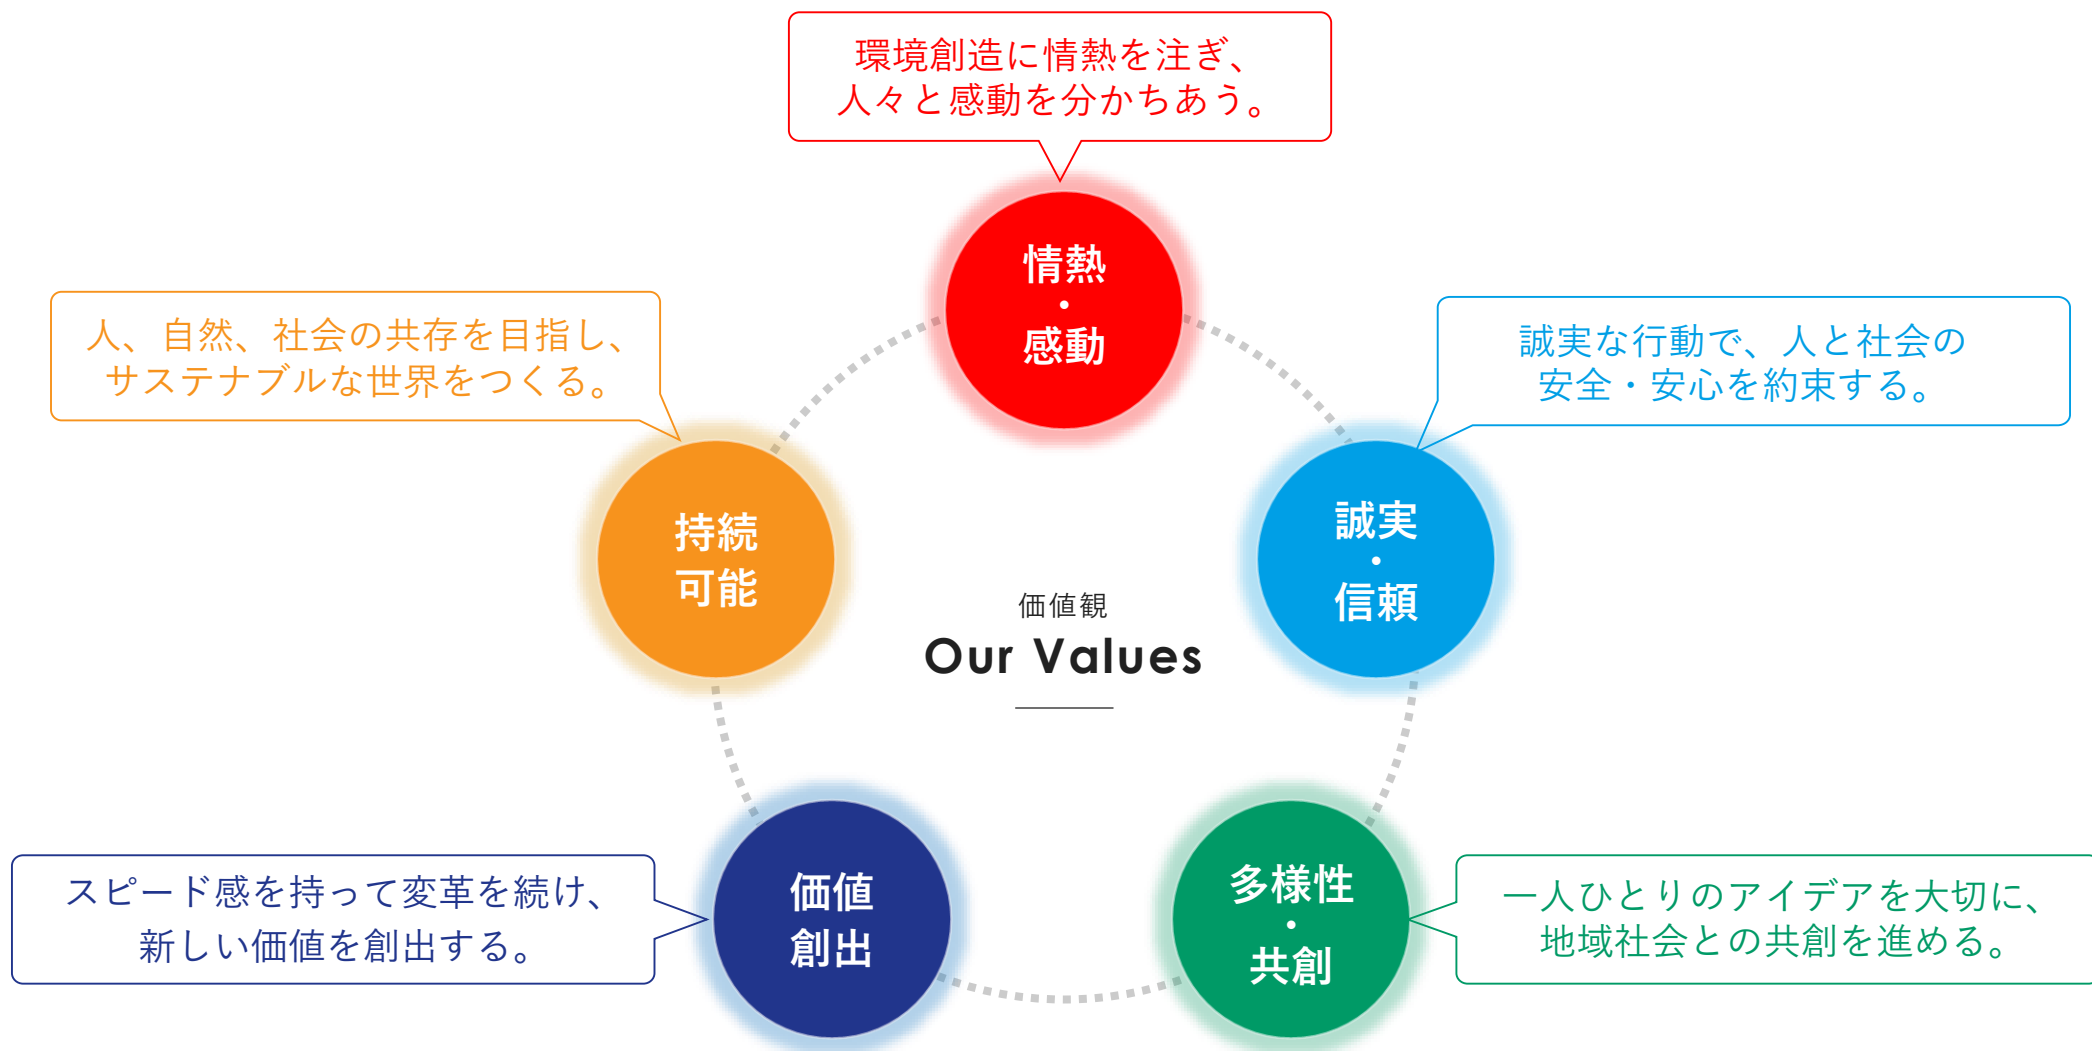 環境創造に情熱を注ぎ、
人々と感動を分かちあう。
情熱
・
感動
誠実な行動で、人と社会の
安全・安心を約束する。
誠実
・
信頼
人、自然、社会の共存を目指し、
サステナブルな世界をつくる。
持続
可能
価値観
Our Values
スピード感を持って変革を続け、
新しい価値を創出する。
価値
創出
多様性
・
共創
一人ひとりのアイデアを大切に、
地域社会との共創を進める。